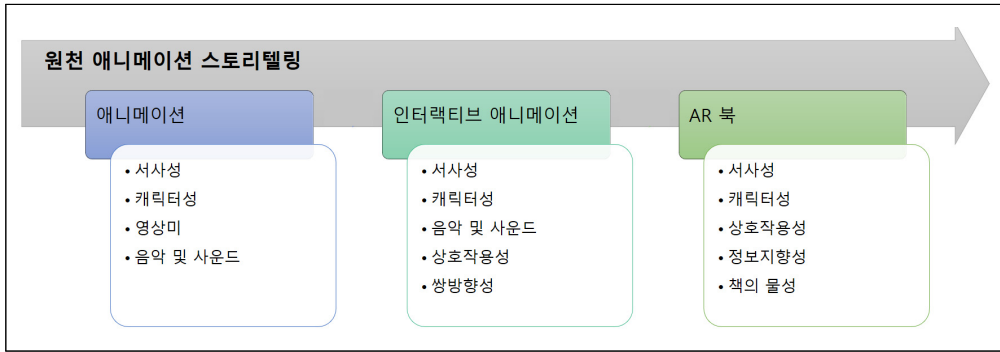 원천 애니메이션 스토리텔링
애니메이션
• 서사성
• 캐릭터성
• 영상미
• 음악 및 사운드
인터랙티브 애니메이션
• 서사성
• 캐릭터성
• 음악 및 사운드
• 상호작용성
• 쌍방향성
AR 북
• 서사성
• 캐릭터성
• 상호작용성
• 정보지향성
• 책의 물성